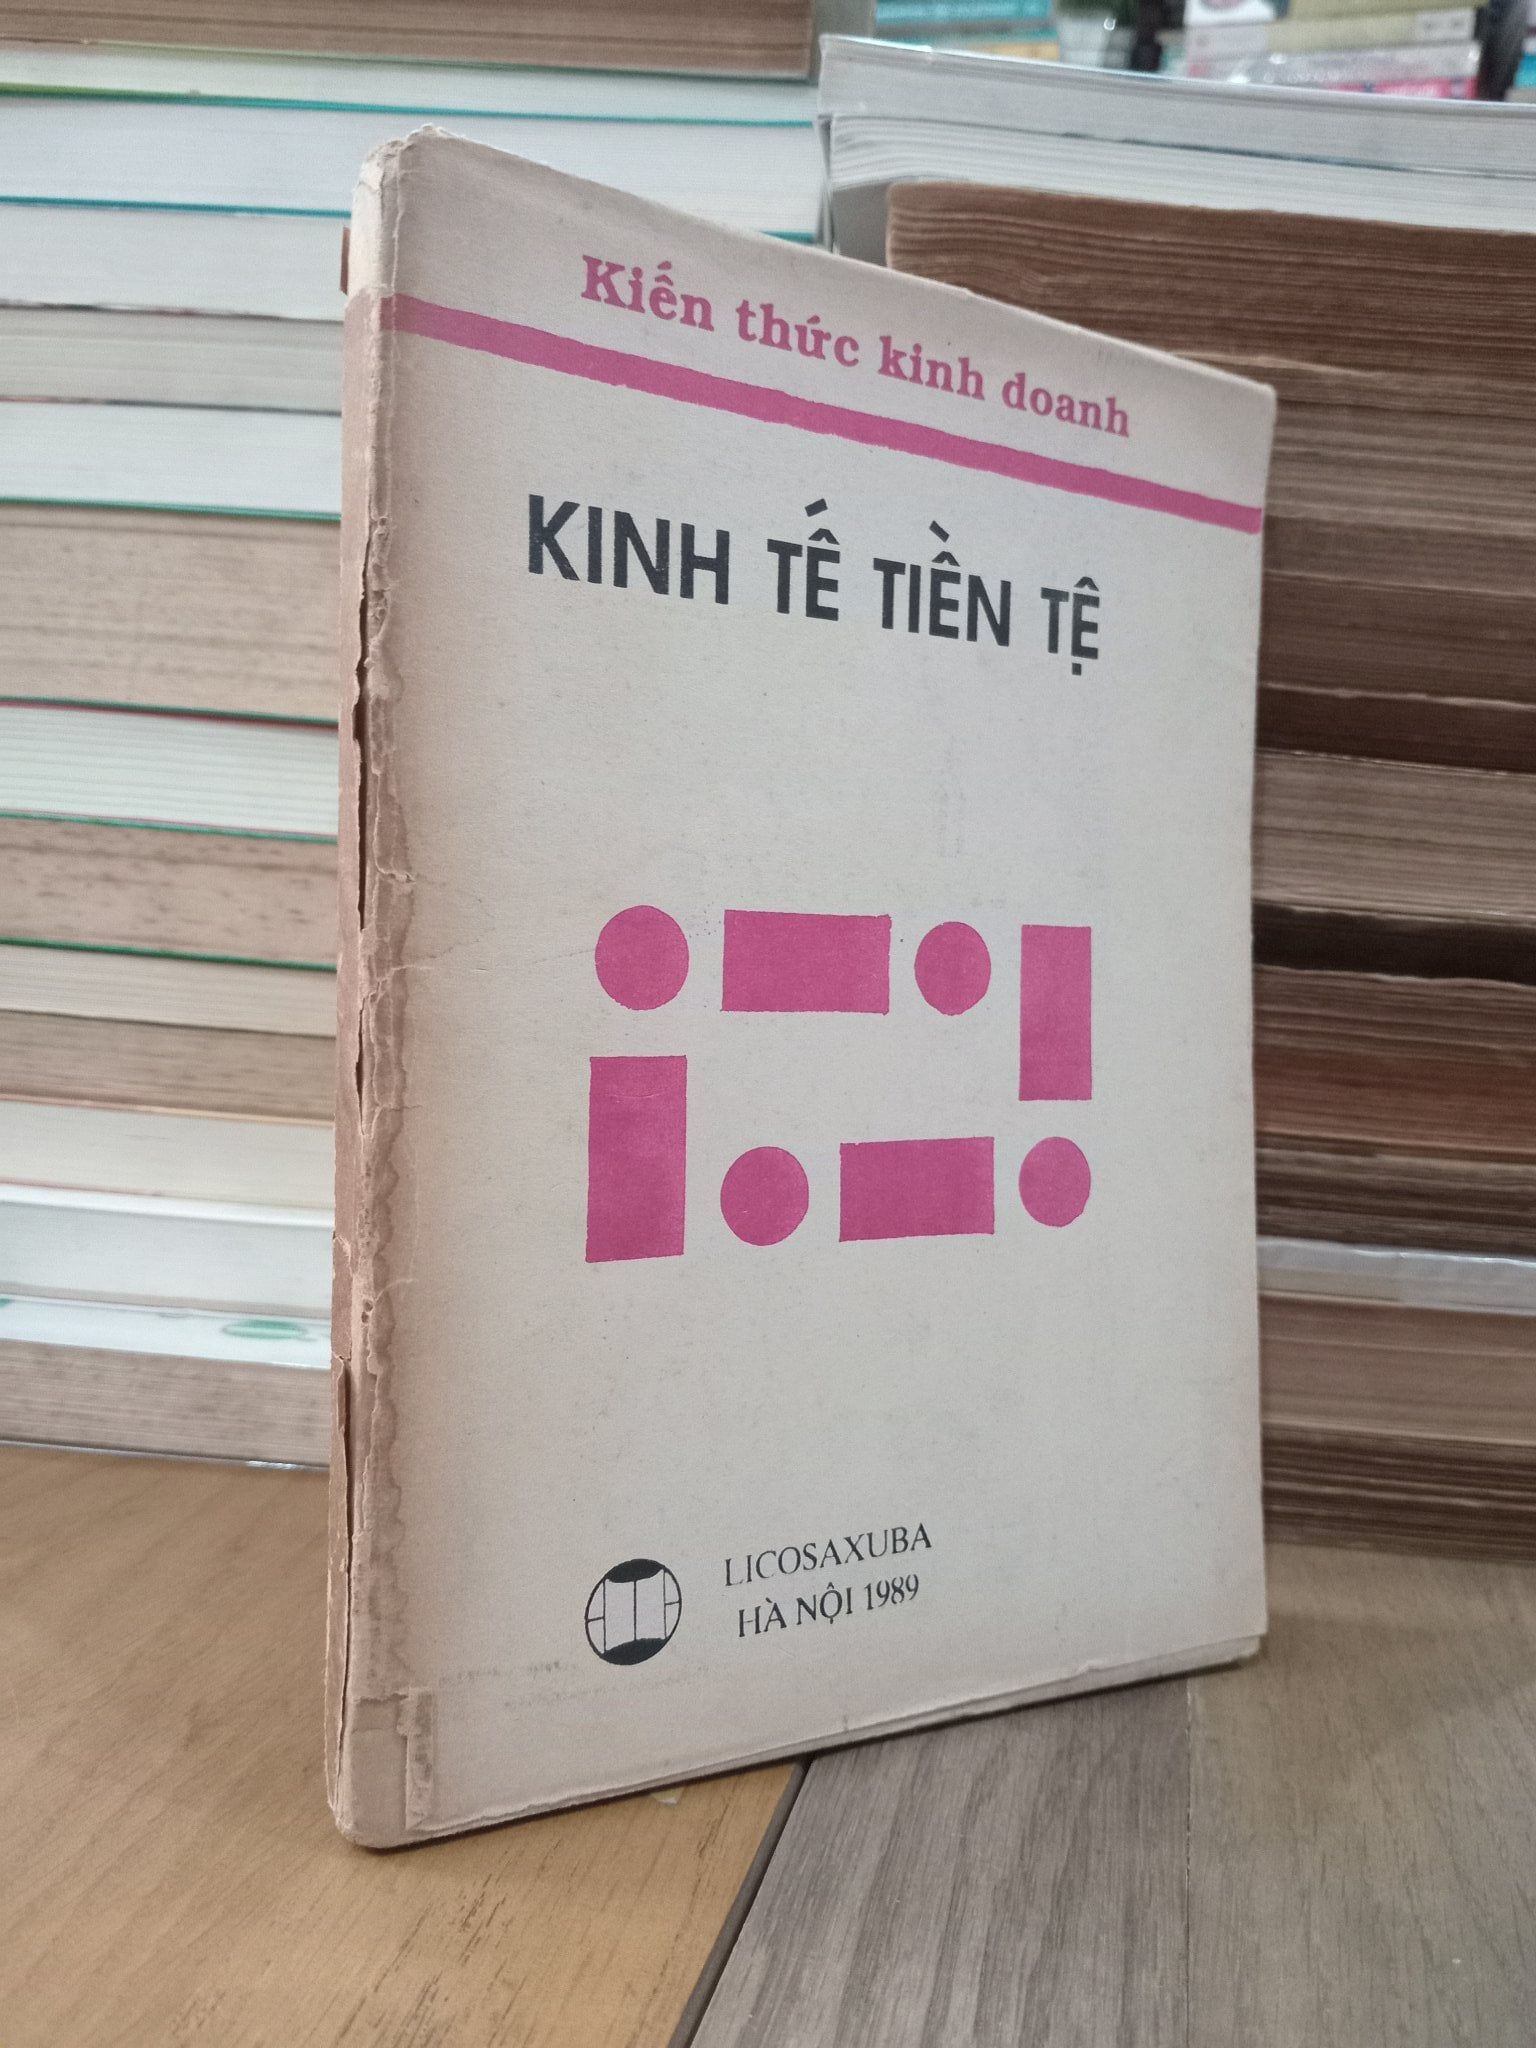 Kiến thức kinh doanh
KINH TẾ TIỀN TỆ
LICOSAXUBA
HÀ NỘI 1989